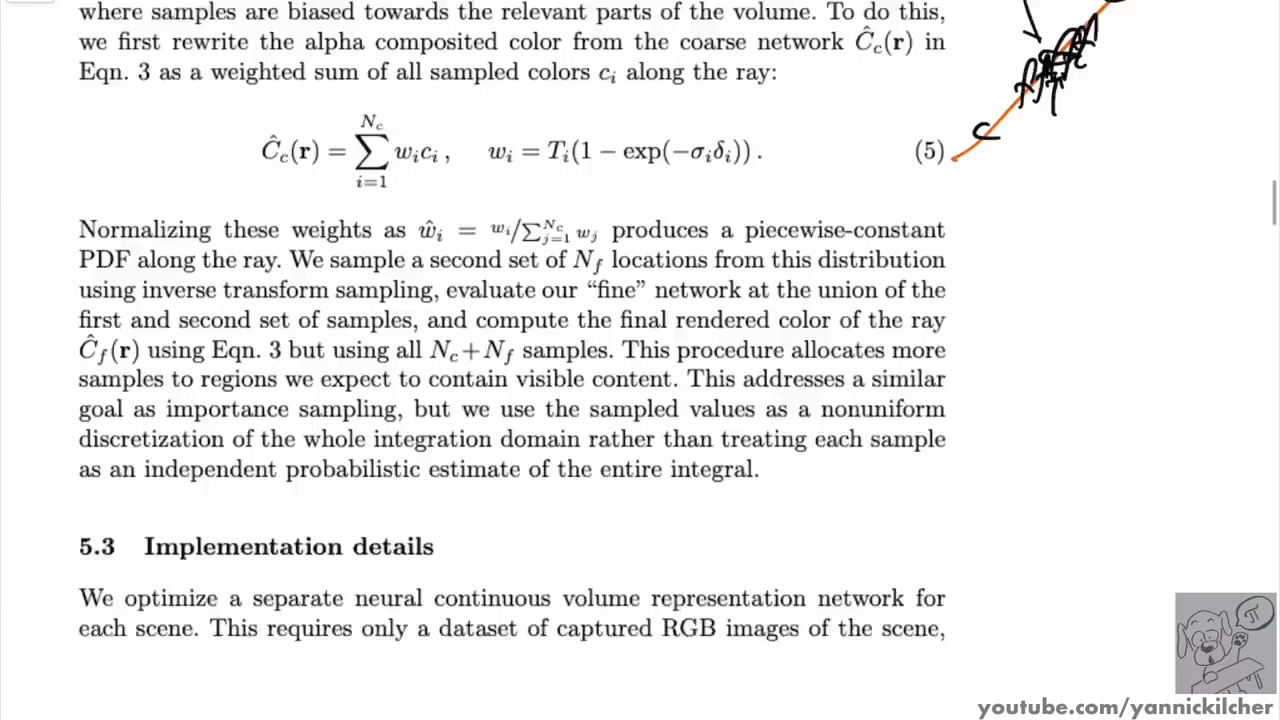 where samples are biased towards the relevant parts of the volume. To do this,
we first rewrite the alpha composited color from the coarse network Ĉ_c(r) in
Eqn. 3 as a weighted sum of all sampled colors c_i along the ray:
Ĉ_c(r) = ∑_{i=1}^{N_c} w_i c_i , w_i = T_i(1 − exp(−σ_i δ_i)) . (5)
Normalizing these weights as ŵ_i = w_i/∑_{j=1}^{N_c} w_j produces a piecewise-constant
PDF along the ray. We sample a second set of N_f locations from this distribution
using inverse transform sampling, evaluate our “fine” network at the union of the
first and second set of samples, and compute the final rendered color of the ray
Ĉ_f(r) using Eqn. 3 but using all N_c+N_f samples. This procedure allocates more
samples to regions we expect to contain visible content. This addresses a similar
goal as importance sampling, but we use the sampled values as a nonuniform
discretization of the whole integration domain rather than treating each sample
as an independent probabilistic estimate of the entire integral.
5.3 Implementation details
We optimize a separate neural continuous volume representation network for
each scene. This requires only a dataset of captured RGB images of the scene,
π
youtube.com/yannickilcher